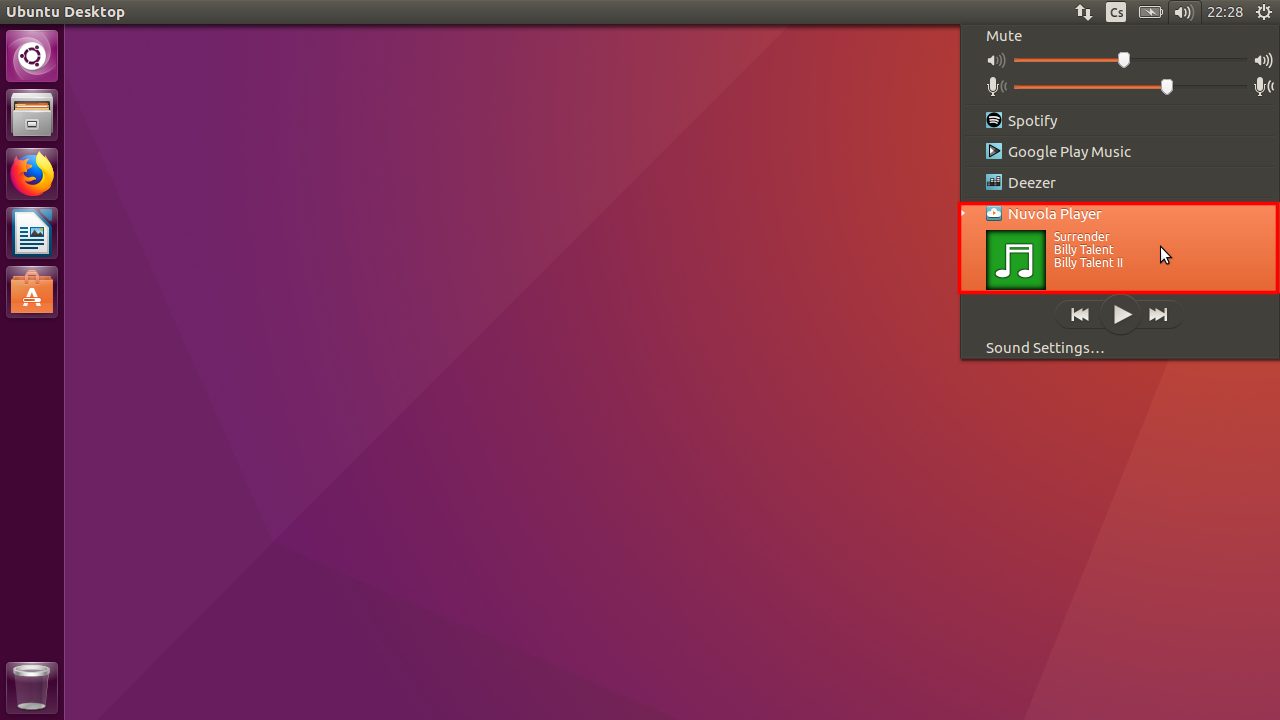 Ubuntu Desktop
Cs
22:28
Mute
Spotify
Google Play Music
Deezer
Nuvola Player
Surrender
Billy Talent
Billy Talent II
Sound Settings…